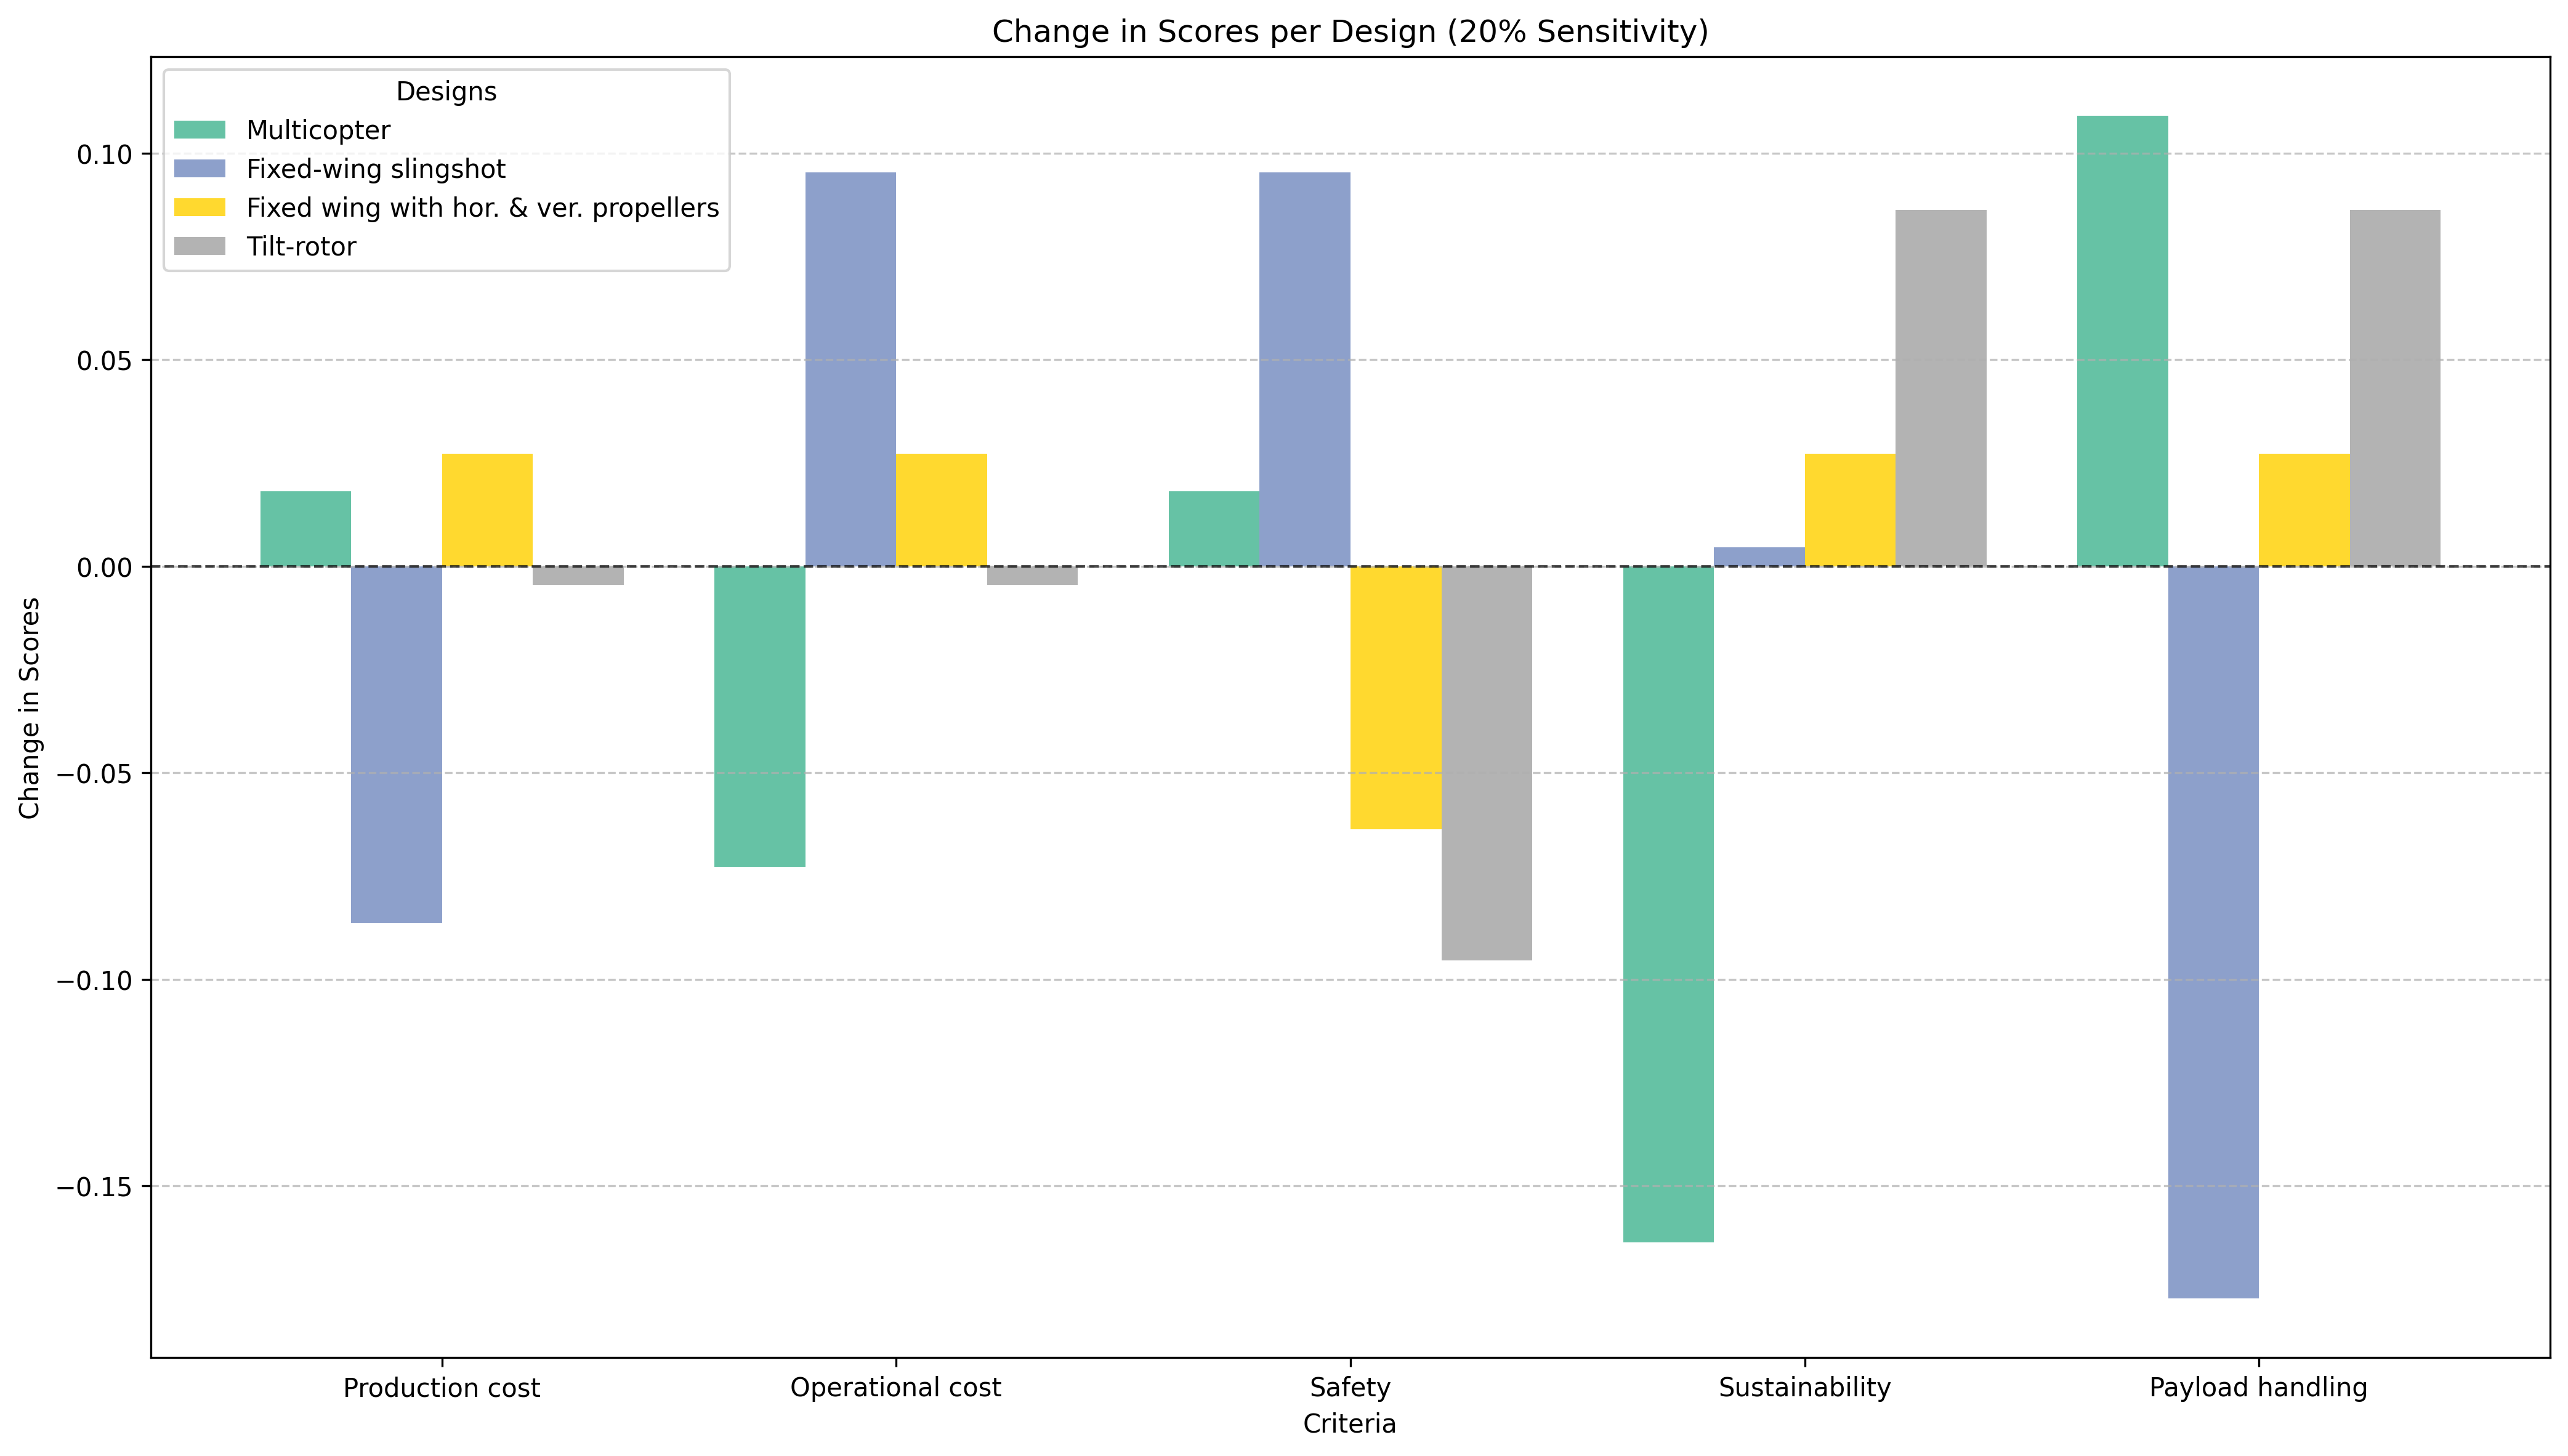 Change in Scores per Design (20% Sensitivity)
Designs
Multicopter
Fixed-wing slingshot
Fixed wing with hor. & ver. propellers
Tilt-rotor
Change in Scores
0.10
0.05
0.00
−0.05
−0.10
−0.15
Production cost
Operational cost
Safety
Sustainability
Payload handling
Criteria